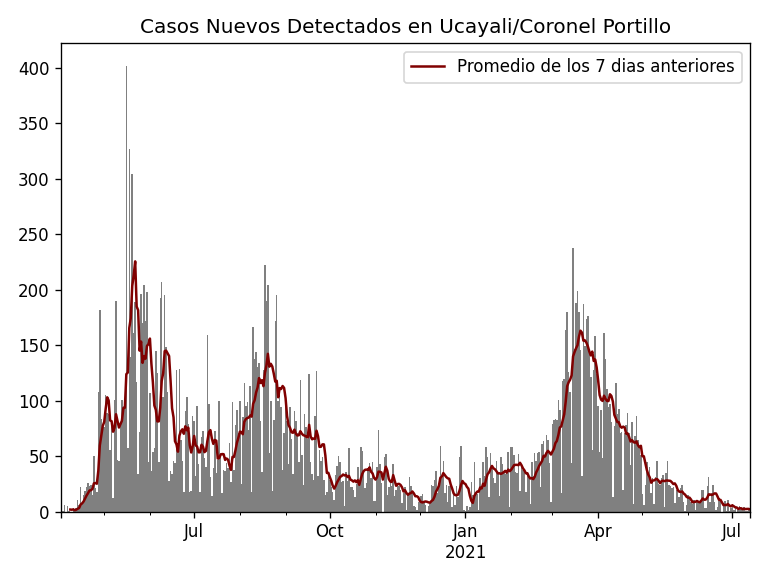 Casos Nuevos Detectados en Ucayali/Coronel Portillo
Promedio de los 7 dias anteriores
400
350
300
250
200
150
100
50
0
Jul
Oct
Jan
Apr
Jul
2021